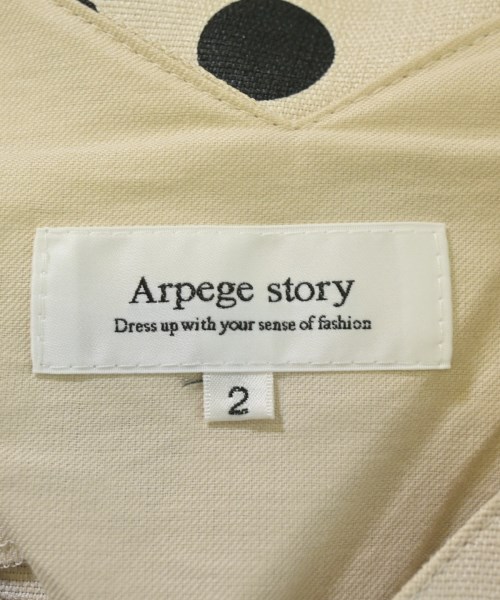 Arpege story
Dress up with your sense of fashion
2